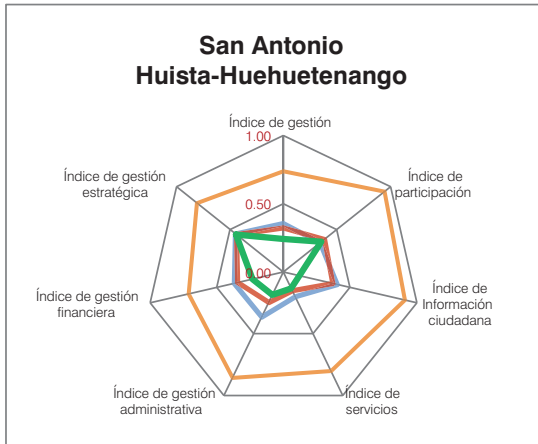 San Antonio
Huista-Huehuetenango
Índice de gestión
1.00
Índice de gestión
estratégica
Índice de
participación
0.50
0.00
Índice de gestión
financiera
Índice de
Información
ciudadana
Índice de gestión
administrativa
Índice de
servicios